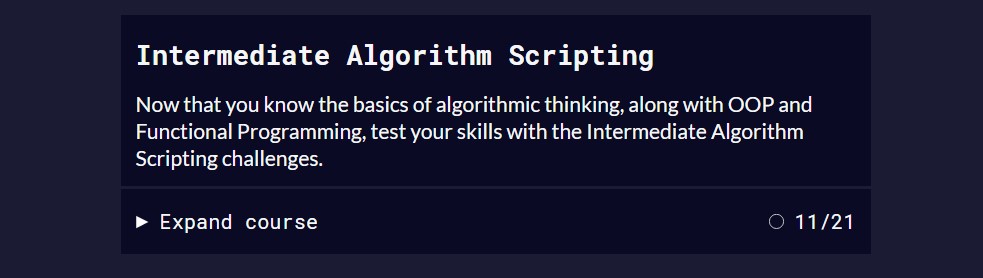 Intermediate Algorithm Scripting
Now that you know the basics of algorithmic thinking, along with OOP and
Functional Programming, test your skills with the Intermediate Algorithm
Scripting challenges.
Expand course 11/21